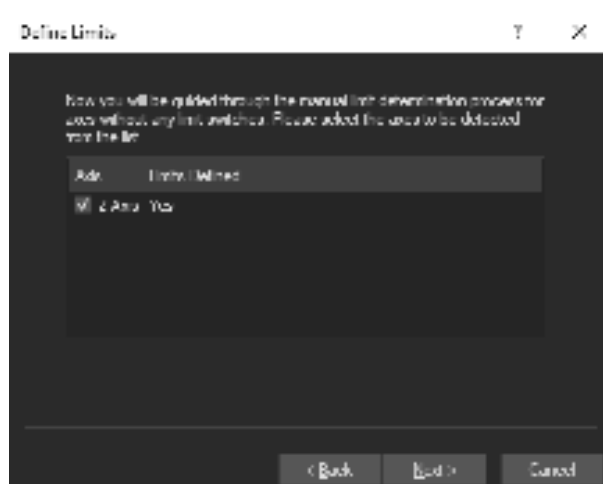 Define Limits
Now you will be guided through the manual limit determination process for
axes without any limit switches. Please select the axes to be detected
from the list
Axis Limits Defined
Z Axis Yes
< Back Next > Cancel